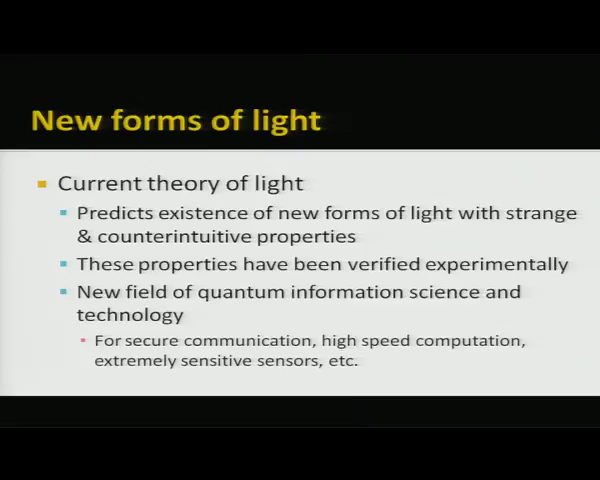 New forms of light
Current theory of light
Predicts existence of new forms of light with strange
& counterintuitive properties
These properties have been verified experimentally
New field of quantum information science and
technology
For secure communication, high speed computation,
extremely sensitive sensors, etc.